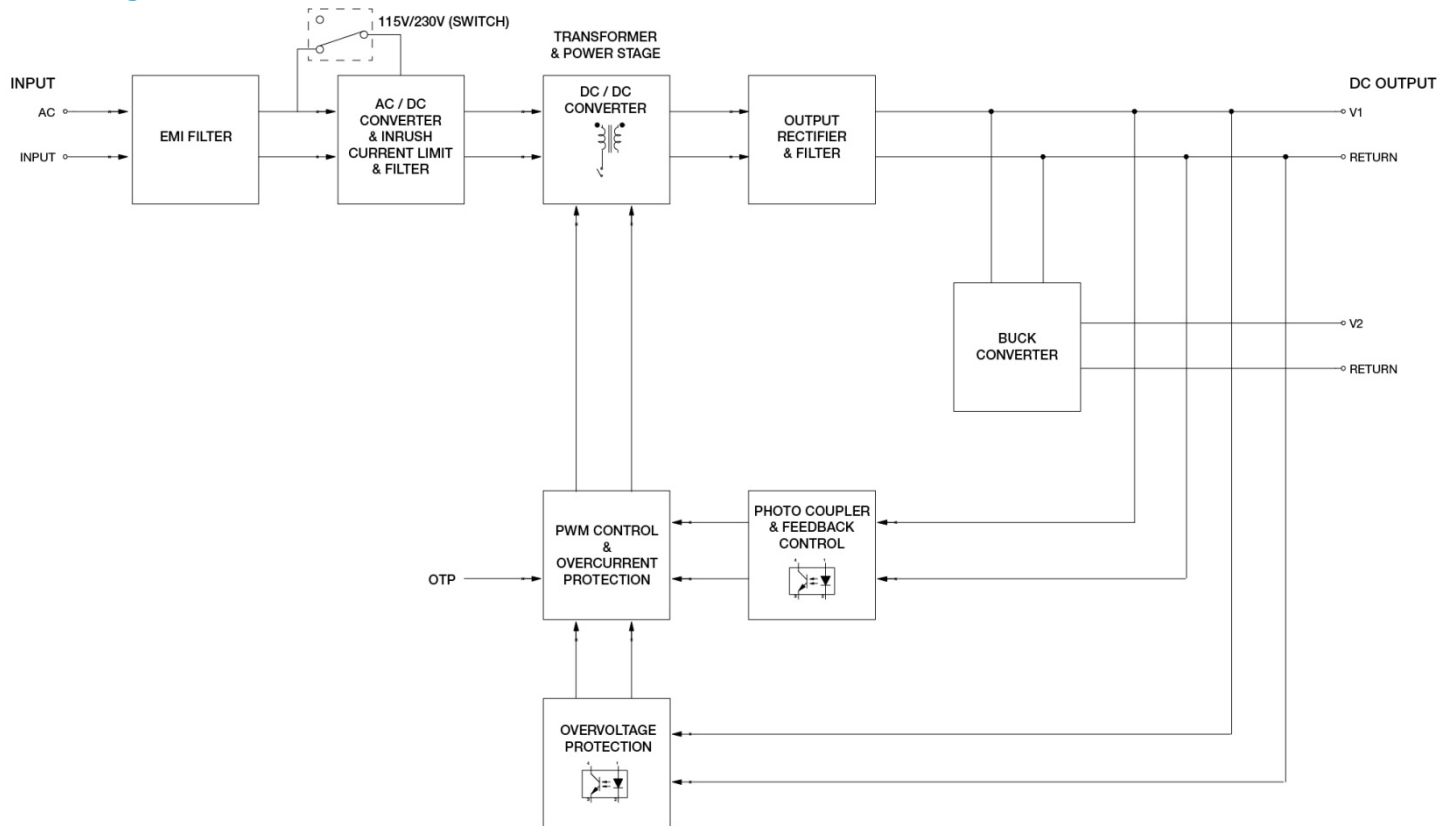 115V/230V (SWITCH)
TRANSFORMER
& POWER STAGE
INPUT
AC
INPUT
EMI FILTER
AC / DC
CONVERTER
& INRUSH
CURRENT LIMIT
& FILTER
DC / DC
CONVERTER
OUTPUT
RECTIFIER
& FILTER
DC OUTPUT
V1
RETURN
BUCK
CONVERTER
V2
RETURN
PWM CONTROL
&
OVERCURRENT
PROTECTION
OTP
PHOTO COUPLER
& FEEDBACK
CONTROL
OVERVOLTAGE
PROTECTION